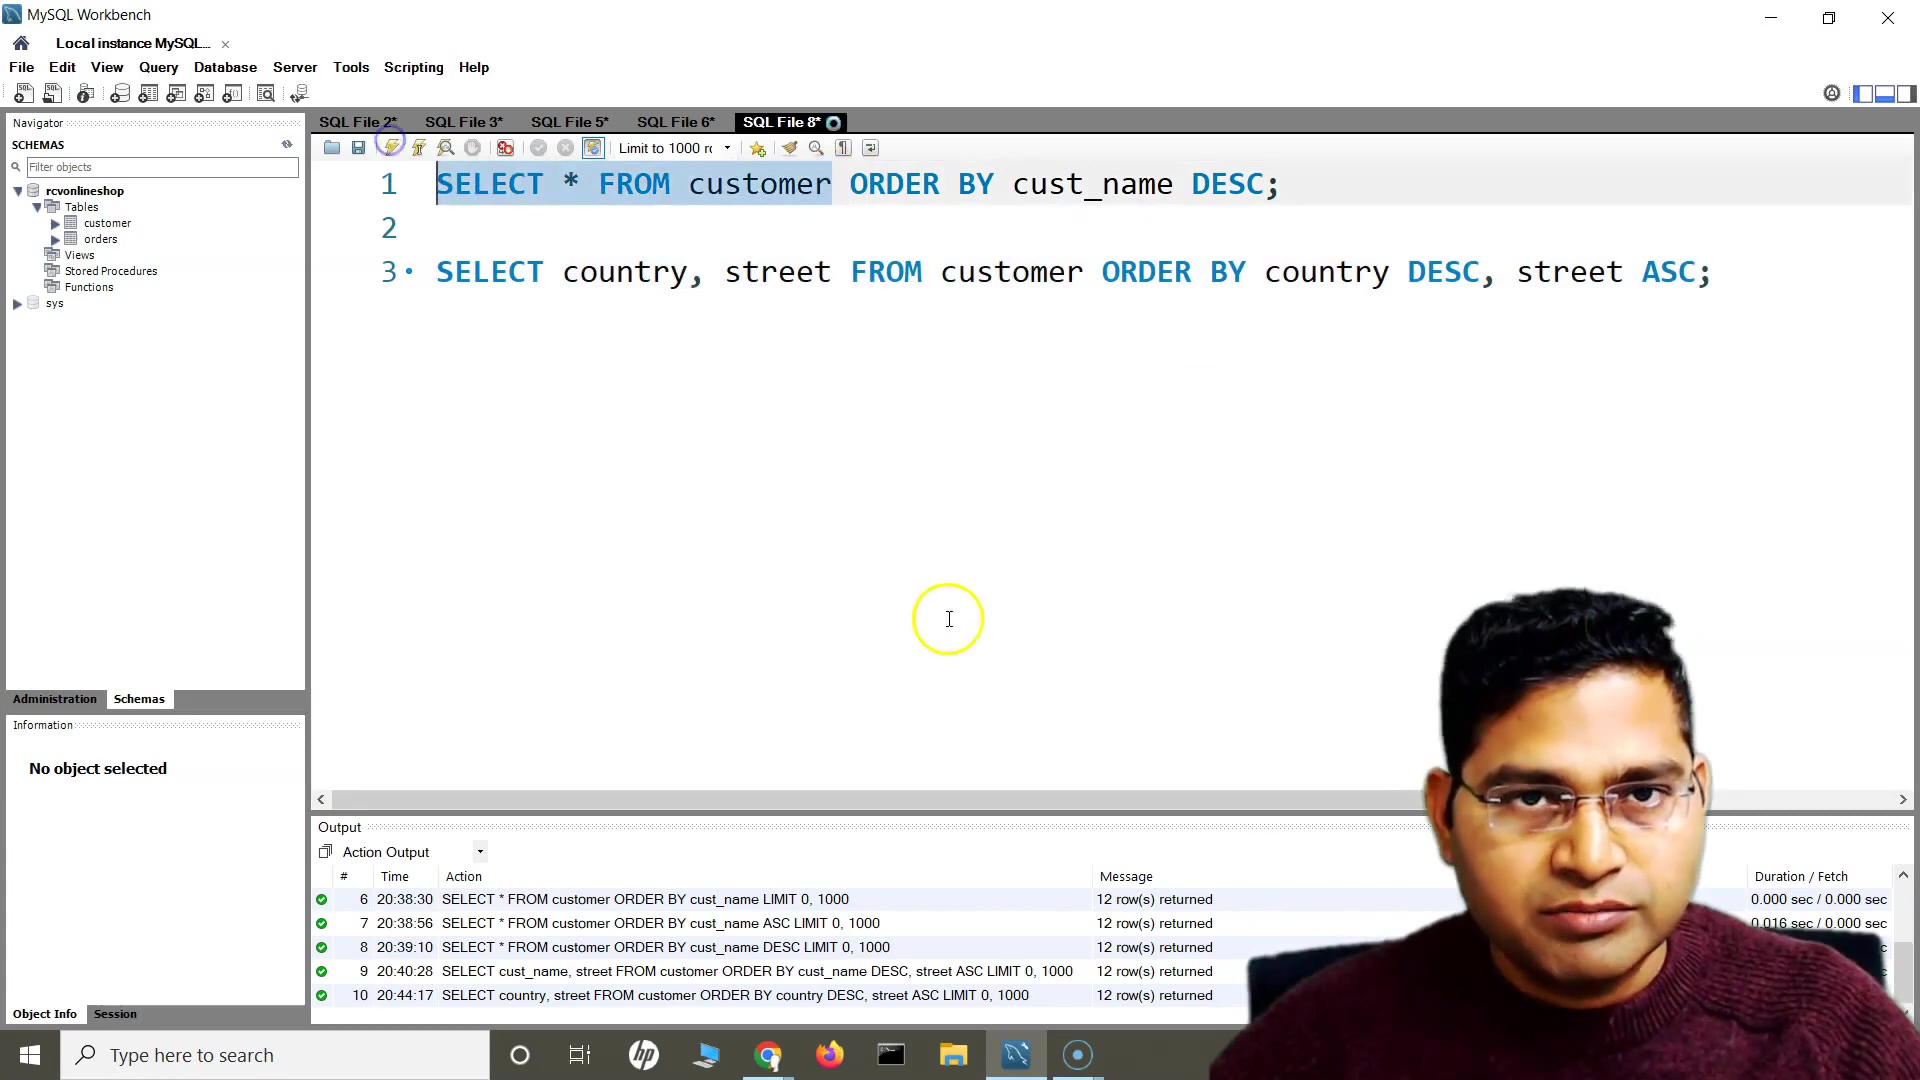 MySQL Workbench
Local instance MySQL... ×
File Edit View Query Database Server Tools Scripting Help
Navigator
SCHEMAS
Filter objects
rcvonlineshop
Tables
customer
orders
Views
Stored Procedures
Functions
sys
Administration Schemas
Information
No object selected
Object Info Session
SQL File 2* SQL File 3* SQL File 5* SQL File 6* SQL File 8*
Limit to 1000 rc
1 SELECT * FROM customer ORDER BY cust_name DESC;
2
3 SELECT country, street FROM customer ORDER BY country DESC, street ASC;
Output
Action Output
# Time Action Message Duration / Fetch
6 20:38:30 SELECT * FROM customer ORDER BY cust_name LIMIT 0, 1000 12 row(s) returned 0.000 sec / 0.000 sec
7 20:38:56 SELECT * FROM customer ORDER BY cust_name ASC LIMIT 0, 1000 12 row(s) returned 0.016 sec / 0.000 sec
8 20:39:10 SELECT * FROM customer ORDER BY cust_name DESC LIMIT 0, 1000 12 row(s) returned
9 20:40:28 SELECT cust_name, street FROM customer ORDER BY cust_name DESC, street ASC LIMIT 0, 1000 12 row(s) returned
10 20:44:17 SELECT country, street FROM customer ORDER BY country DESC, street ASC LIMIT 0, 1000 12 row(s) returned
Type here to search
hp